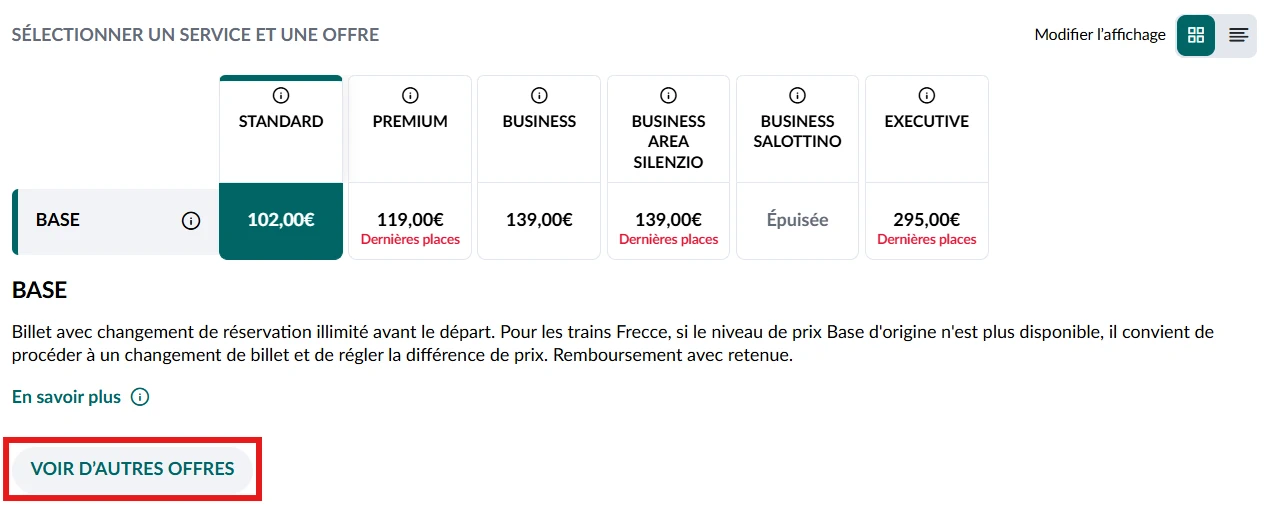 SÉLECTIONNER UN SERVICE ET UNE OFFRE
Modifier l'affichage
STANDARD
PREMIUM
BUSINESS
BUSINESS
AREA
SILENZIO
BUSINESS
SALOTTINO
EXECUTIVE
BASE
102,00€
119,00€
Dernières places
139,00€
139,00€
Dernières places
Épuisée
295,00€
Dernières places
BASE
Billet avec changement de réservation illimité avant le départ. Pour les trains Frecce, si le niveau de prix Base d'origine n'est plus disponible, il convient de
procéder à un changement de billet et de régler la différence de prix. Remboursement avec retenue.
En savoir plus
VOIR D'AUTRES OFFRES